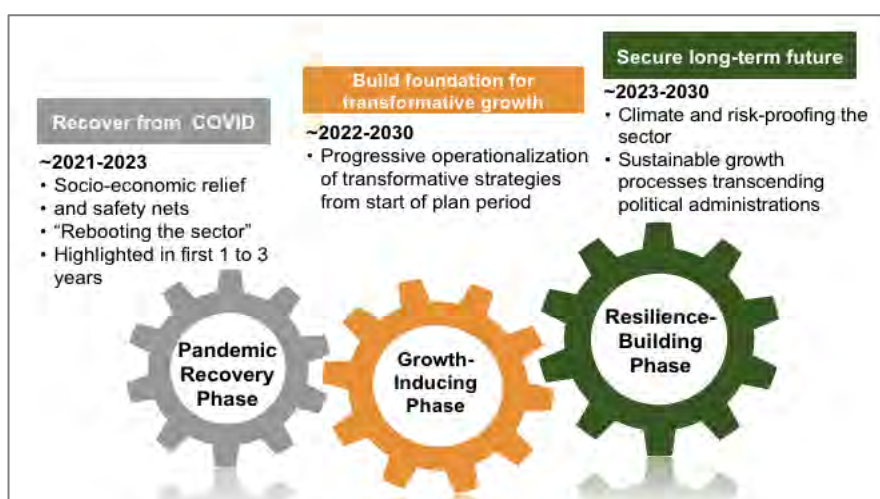 Recover from COVID
~2021-2023
• Socio-economic relief
• and safety nets
• “Rebooting the sector”
• Highlighted in first 1 to 3
years
Pandemic
Recovery
Phase
Build foundation for
transformative growth
~2022-2030
• Progressive operationalization
of transformative strategies
from start of plan period
Growth-
Inducing
Phase
Secure long-term future
~2023-2030
• Climate and risk-proofing the
sector
• Sustainable growth
processes transcending
political administrations
Resilience-
Building
Phase